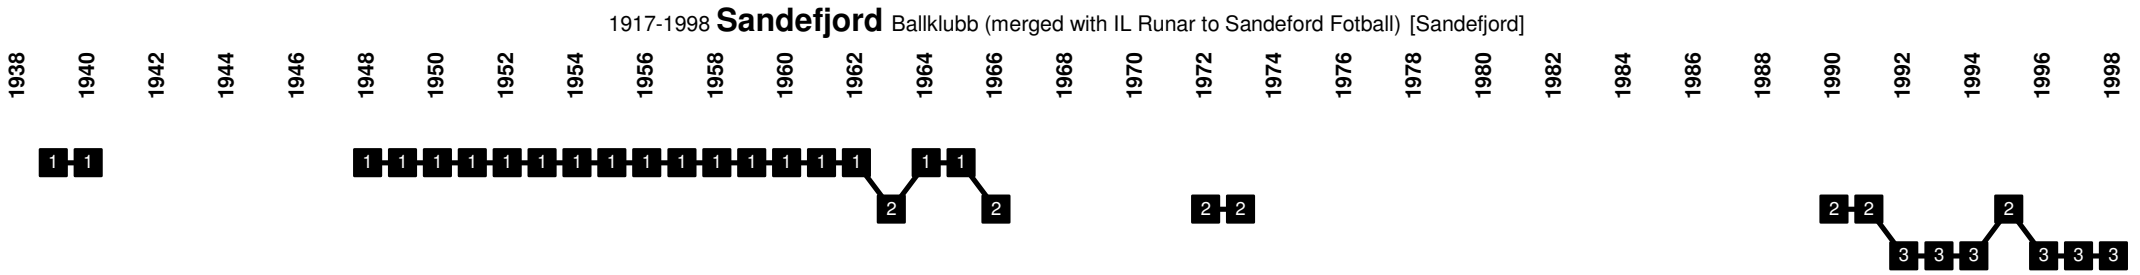 1917-1998 Sandefjord Ballklubb (merged with IL Runar to Sandeford Fotball) [Sandefjord]
1938 1940 1942 1944 1946 1948 1950 1952 1954 1956 1958 1960 1962 1964 1966 1968 1970 1972 1974 1976 1978 1980 1982 1984 1986 1988 1990 1992 1994 1996 1998
1 1 1 1 1 1 1 1 1 1 1 1 1 1 1 1 1 1 1
2 2 2 2 2 2 2
3 3 3 3 3 3